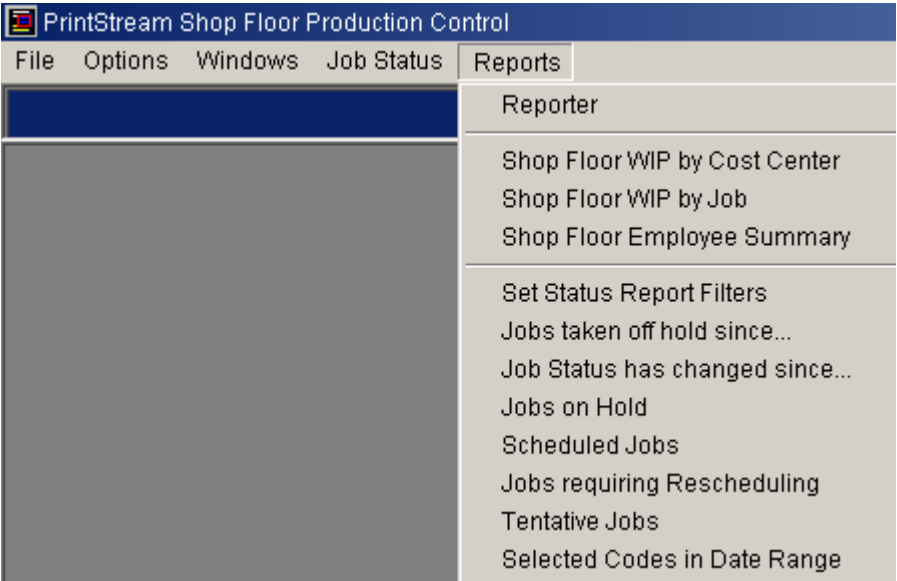 PrintStream Shop Floor Production Control
File Options Windows Job Status Reports
Reporter
Shop Floor WIP by Cost Center
Shop Floor WIP by Job
Shop Floor Employee Summary
Set Status Report Filters
Jobs taken off hold since...
Job Status has changed since...
Jobs on Hold
Scheduled Jobs
Jobs requiring Rescheduling
Tentative Jobs
Selected Codes in Date Range